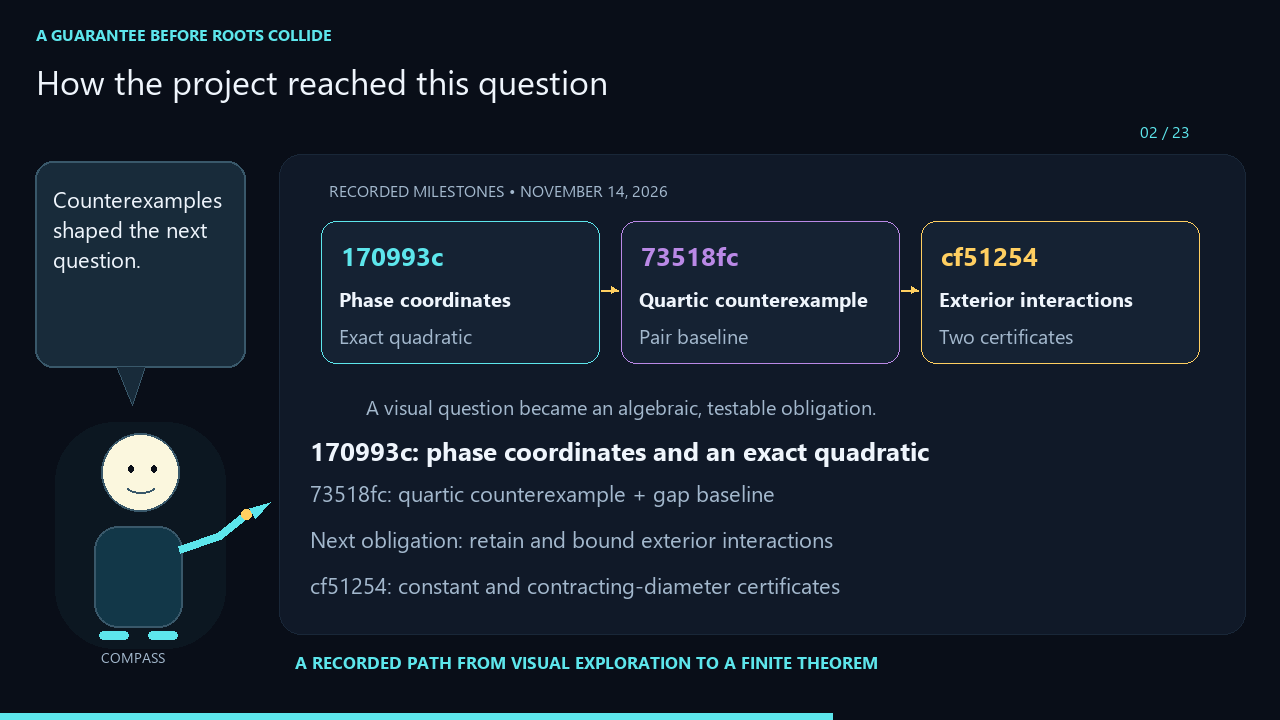 A GUARANTEE BEFORE ROOTS COLLIDE
How the project reached this question
02 / 23
Counterexamples
shaped the next
question.
RECORDED MILESTONES • NOVEMBER 14, 2026
170993c
Phase coordinates
Exact quadratic
73518fc
Quartic counterexample
Pair baseline
cf51254
Exterior interactions
Two certificates
A visual question became an algebraic, testable obligation.
170993c: phase coordinates and an exact quadratic
73518fc: quartic counterexample + gap baseline
Next obligation: retain and bound exterior interactions
cf51254: constant and contracting-diameter certificates
COMPASS
A RECORDED PATH FROM VISUAL EXPLORATION TO A FINITE THEOREM